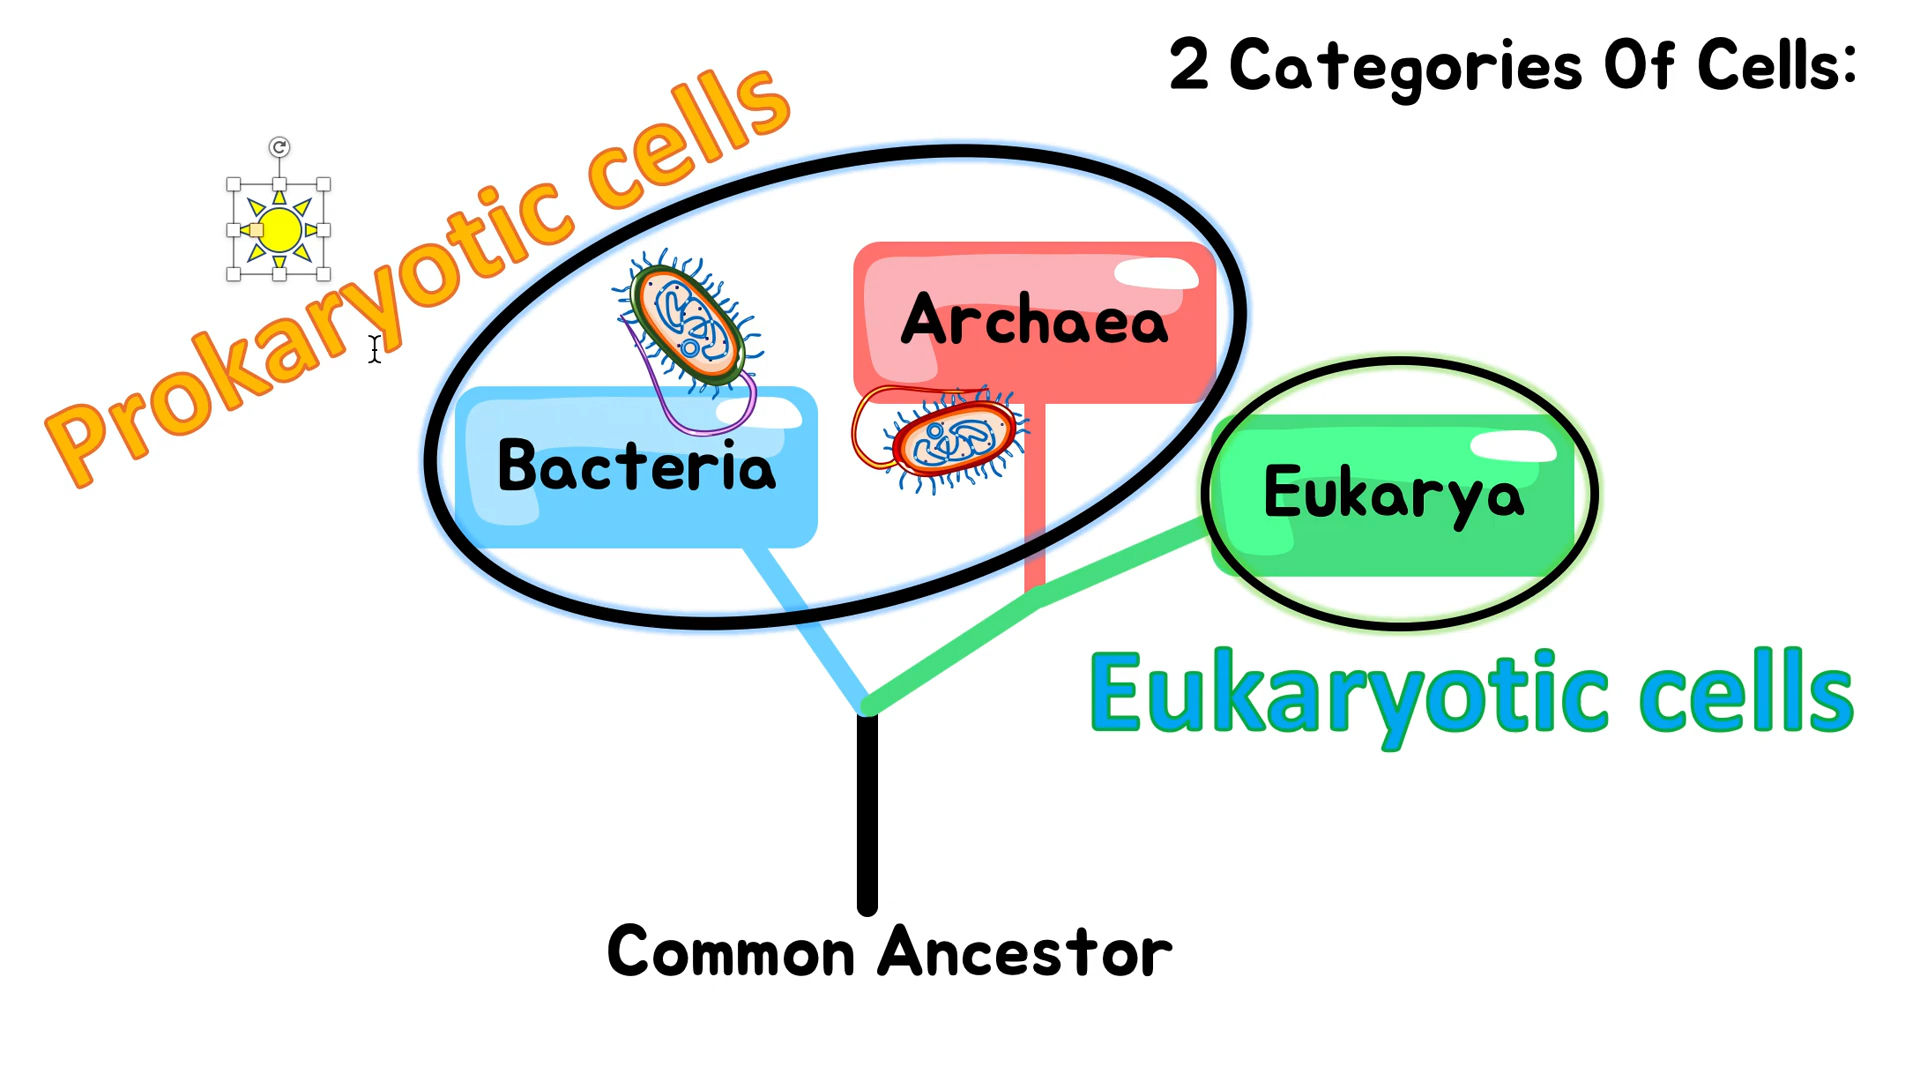 2 Categories Of Cells:
Prokaryotic cells
Archaea
Bacteria
Eukarya
Eukaryotic cells
Common Ancestor